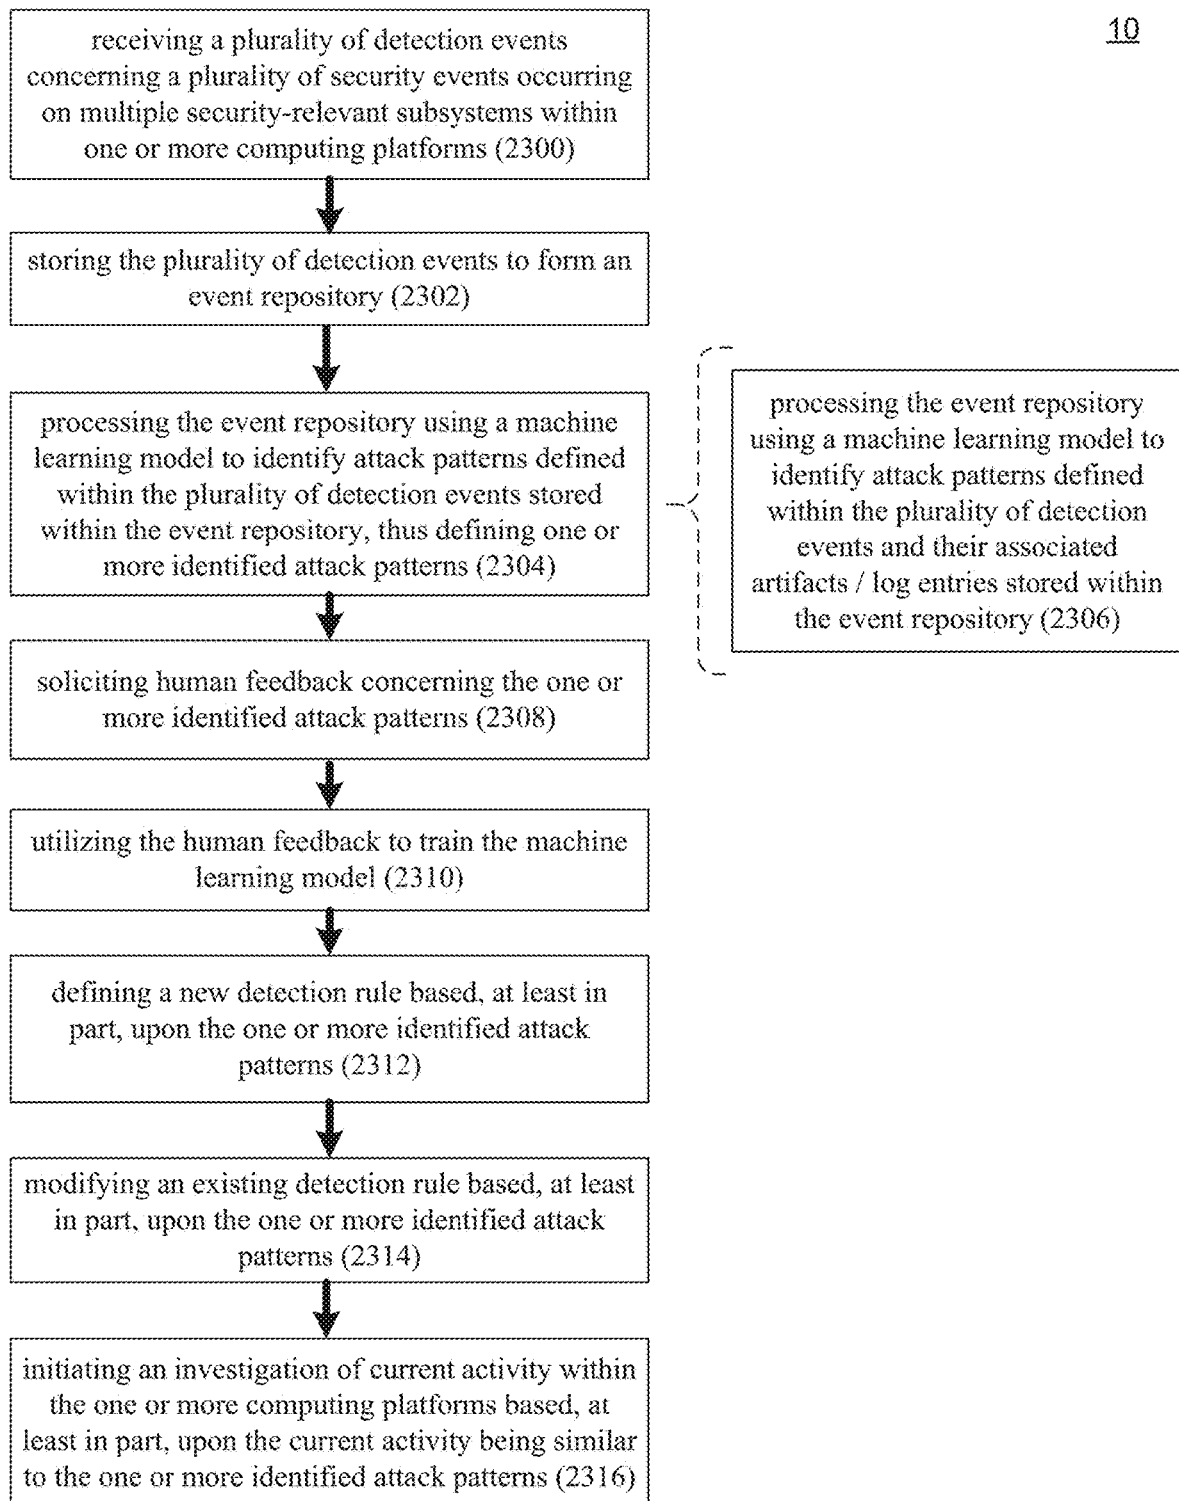 10
receiving a plurality of detection events
concerning a plurality of security events occurring
on multiple security-relevant subsystems within
one or more computing platforms (2300)
storing the plurality of detection events to form an
event repository (2302)
processing the event repository using a machine
learning model to identify attack patterns defined
within the plurality of detection events stored
within the event repository, thus defining one or
more identified attack patterns (2304)
processing the event repository
using a machine learning model to
identify attack patterns defined
within the plurality of detection
events and their associated
artifacts / log entries stored within
the event repository (2306)
soliciting human feedback concerning the one or
more identified attack patterns (2308)
utilizing the human feedback to train the machine
learning model (2310)
defining a new detection rule based, at least in
part, upon the one or more identified attack
patterns (2312)
modifying an existing detection rule based, at least
in part, upon the one or more identified attack
patterns (2314)
initiating an investigation of current activity within
the one or more computing platforms based, at
least in part, upon the current activity being similar
to the one or more identified attack patterns (2316)